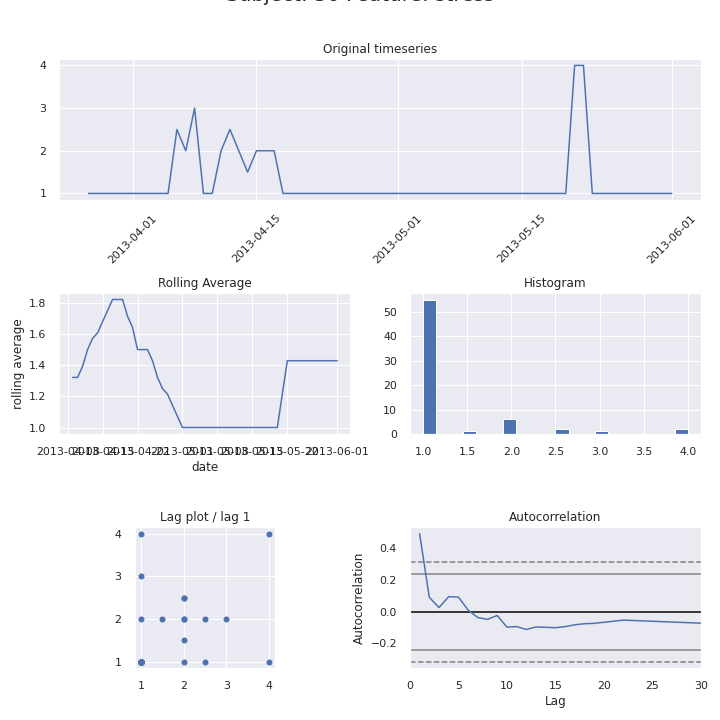 Original timeseries
4
3
2
1
2013-04-01
2013-04-15
2013-05-01
2013-05-15
2013-06-01
Rolling Average
rolling average
1.8
1.6
1.4
1.2
1.0
2013-06-01
date
Histogram
50
40
30
20
10
0
1.0 1.5 2.0 2.5 3.0 3.5 4.0
Lag plot / lag 1
4
3
2
1
1 2 3 4
Autocorrelation
Autocorrelation
0.4
0.2
0.0
−0.2
0 5 10 15 20 25 30
Lag